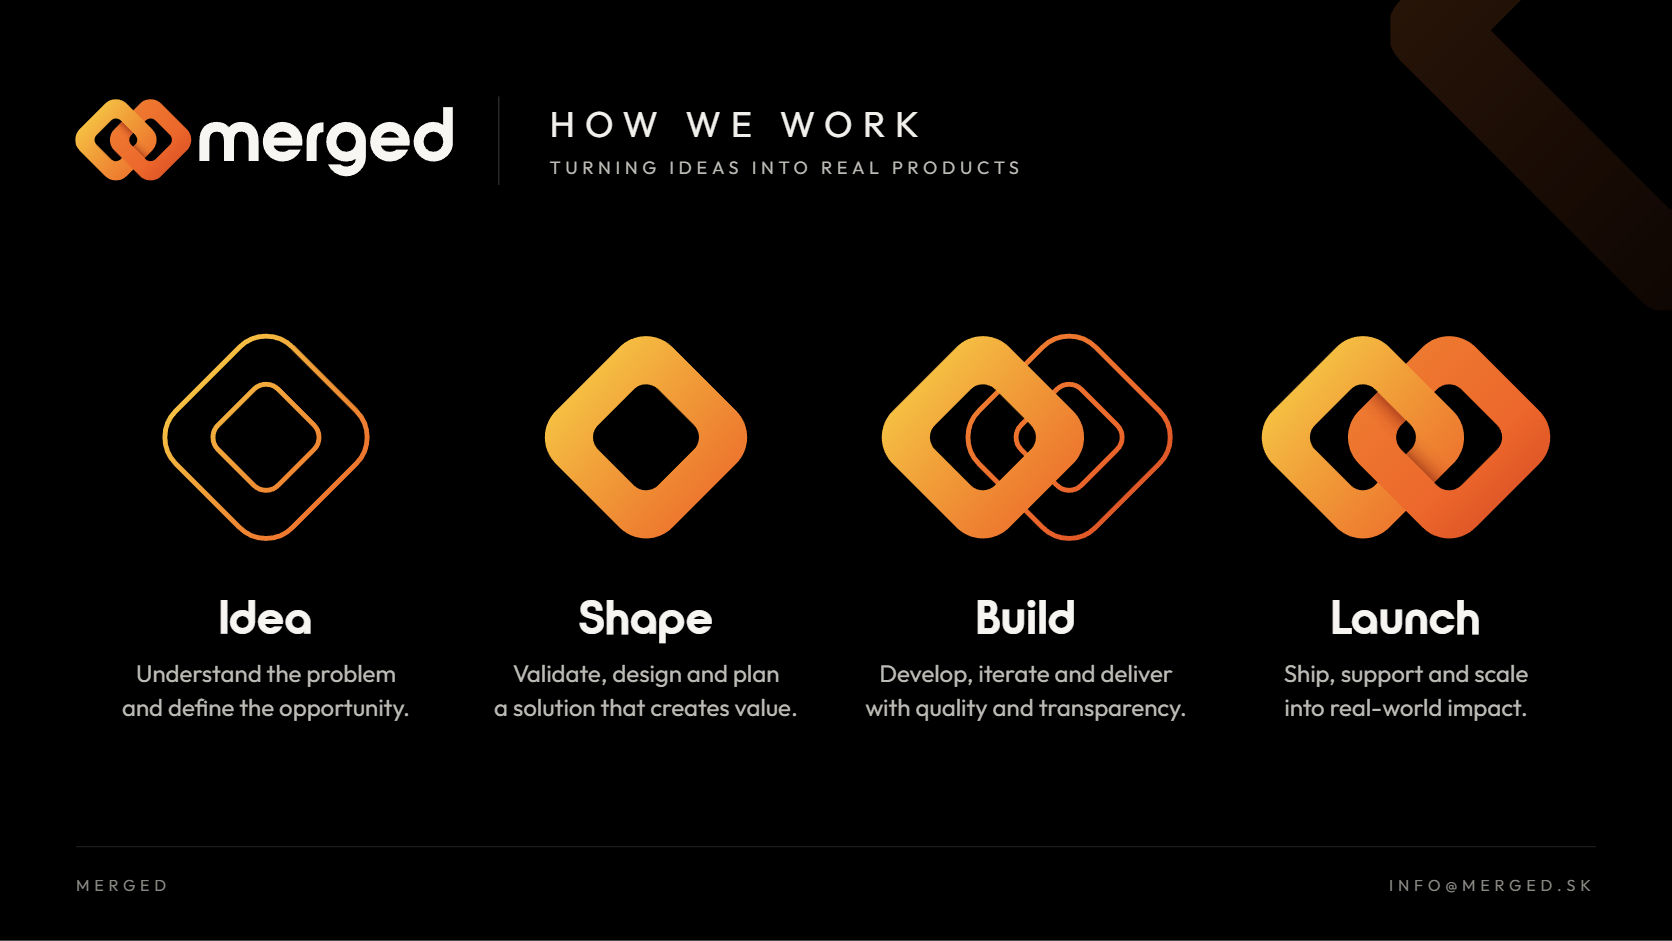 merged
HOW WE WORK
TURNING IDEAS INTO REAL PRODUCTS
Idea
Understand the problem
and define the opportunity.
Shape
Validate, design and plan
a solution that creates value.
Build
Develop, iterate and deliver
with quality and transparency.
Launch
Ship, support and scale
into real-world impact.
MERGED
INFO@MERGED.SK